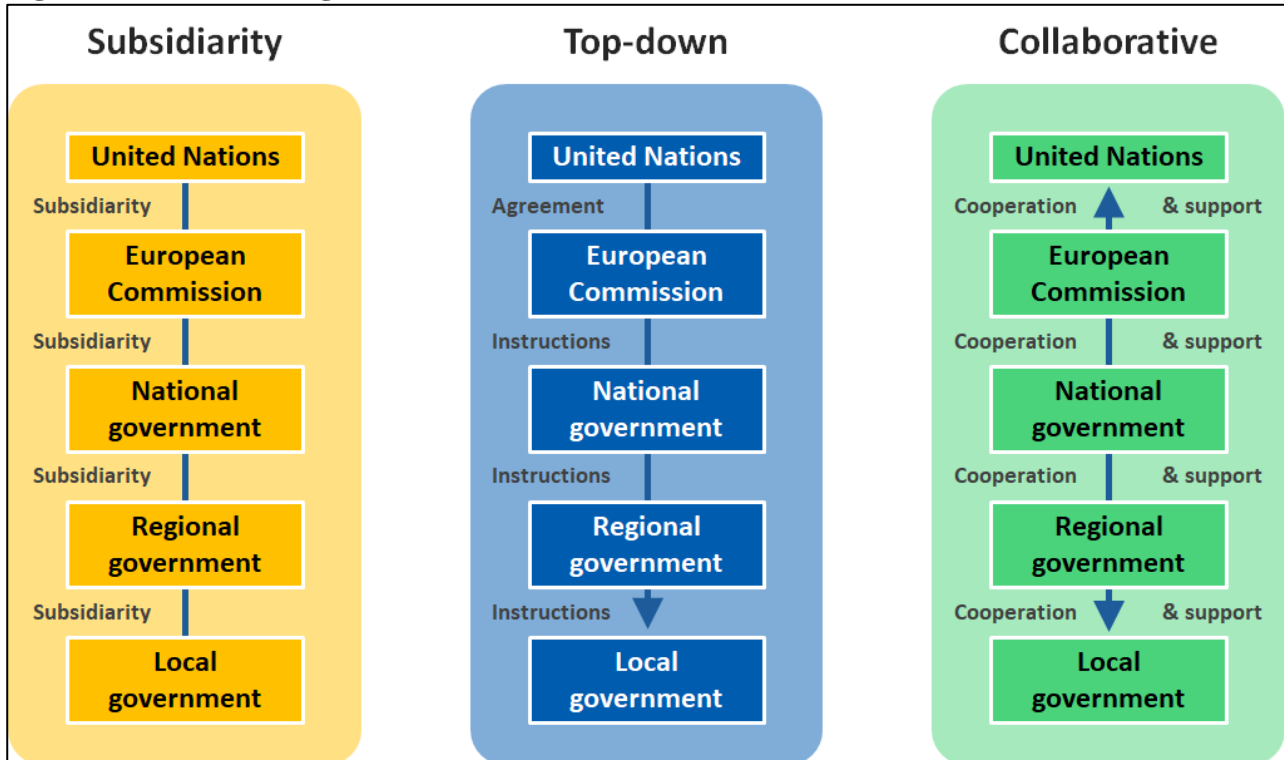 Subsidiarity
United Nations
Subsidiarity
European
Commission
Subsidiarity
National
government
Subsidiarity
Regional
government
Subsidiarity
Local
government
Top-down
United Nations
Agreement
European
Commission
Instructions
National
government
Instructions
Regional
government
Instructions
Local
government
Collaborative
United Nations
Cooperation & support
European
Commission
Cooperation & support
National
government
Cooperation & support
Regional
government
Cooperation & support
Local
government